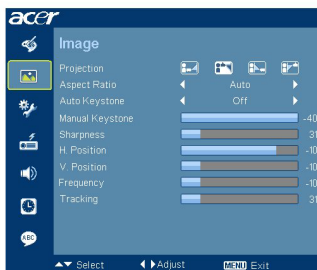 acer
Image
Projection
Aspect Ratio Auto
Auto Keystone Off
Manual Keystone -40
Sharpness 31
H. Position -10
V. Position -10
Frequency -10
Tracking 31
ABC
Select Adjust MENU Exit